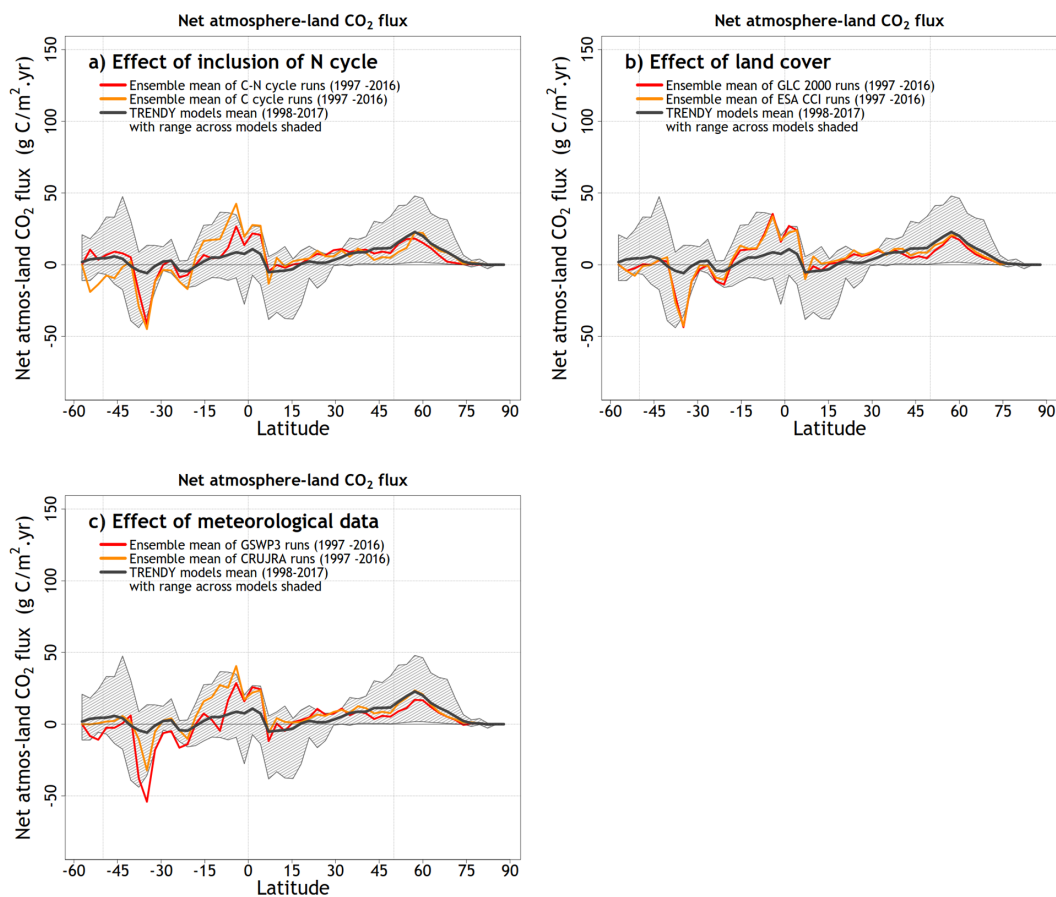 Net atmosphere-land CO₂ flux
a) Effect of inclusion of N cycle
Ensemble mean of C-N cycle runs (1997 -2016)
Ensemble mean of C cycle runs (1997 -2016)
TRENDY models mean (1998-2017)
with range across models shaded
Net atmos-land CO₂ flux (g C/m².yr)
150
100
50
0
-50
-60 -45 -30 -15 0 15 30 45 60 75 90
Latitude
Net atmosphere-land CO₂ flux
b) Effect of land cover
Ensemble mean of GLC 2000 runs (1997 -2016)
Ensemble mean of ESA CCI runs (1997 -2016)
TRENDY models mean (1998-2017)
with range across models shaded
Net atmos-land CO₂ flux (g C/m².yr)
150
100
50
0
-50
-60 -45 -30 -15 0 15 30 45 60 75 90
Latitude
Net atmosphere-land CO₂ flux
c) Effect of meteorological data
Ensemble mean of GSWP3 runs (1997 -2016)
Ensemble mean of CRUJRA runs (1997 -2016)
TRENDY models mean (1998-2017)
with range across models shaded
Net atmos-land CO₂ flux (g C/m².yr)
150
100
50
0
-50
-60 -45 -30 -15 0 15 30 45 60 75 90
Latitude